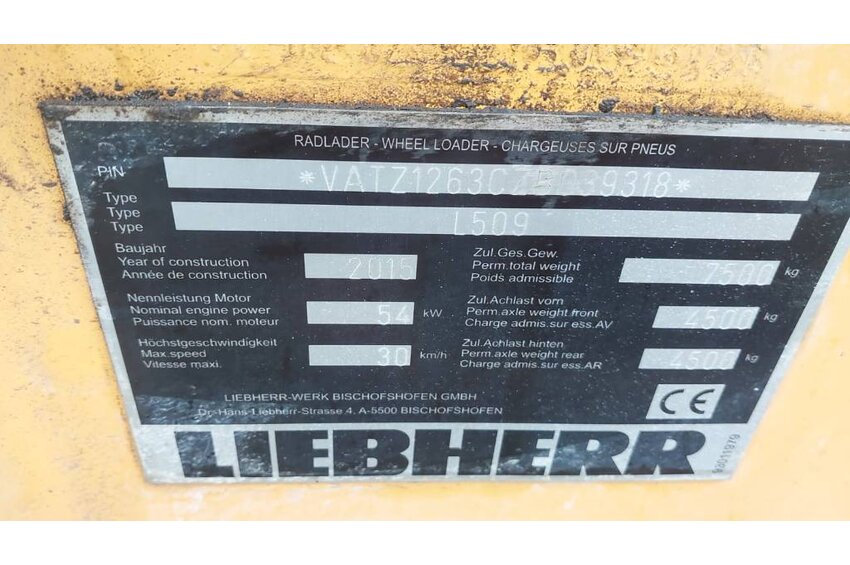 RADLADER - WHEEL LOADER - CHARGEUSES SUR PNEUS
PIN *VATZ1263CZB039318*
Type
Type L509
Type
Baujahr
Year of construction 2015
Année de construction
Nennleistung Motor
Nominal engine power 54 kW
Puissance nom. moteur
Höchstgeschwindigkeit
Max.speed 30 km/h
Vitesse maxi.
Zul.Ges.Gew.
Perm.total weight 7500 kg
Poids admissible
Zul.Achlast vorn
Perm.axle weight front 4500 kg
Charge admis.sur ess.AV
Zul.Achlast hinten
Perm.axle weight rear 4500 kg
Charge admis.sur ess.AR
LIEBHERR-WERK BISCHOFSHOFEN GMBH
Dr.-Hans-Liebherr-Strasse 4, A-5500 BISCHOFSHOFEN
CE
LIEBHERR
93011979